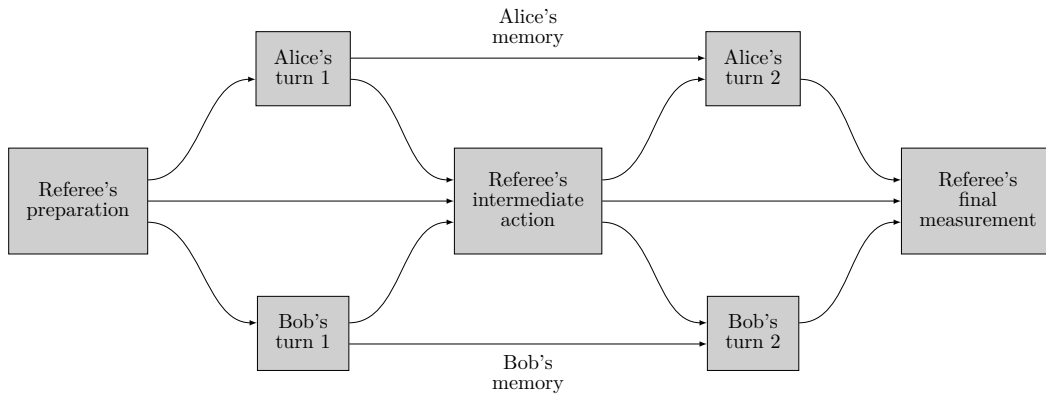 Alice's
memory
Alice's
turn 1
Alice's
turn 2
Referee's
preparation
Referee's
intermediate
action
Referee's
final
measurement
Bob's
turn 1
Bob's
turn 2
Bob's
memory